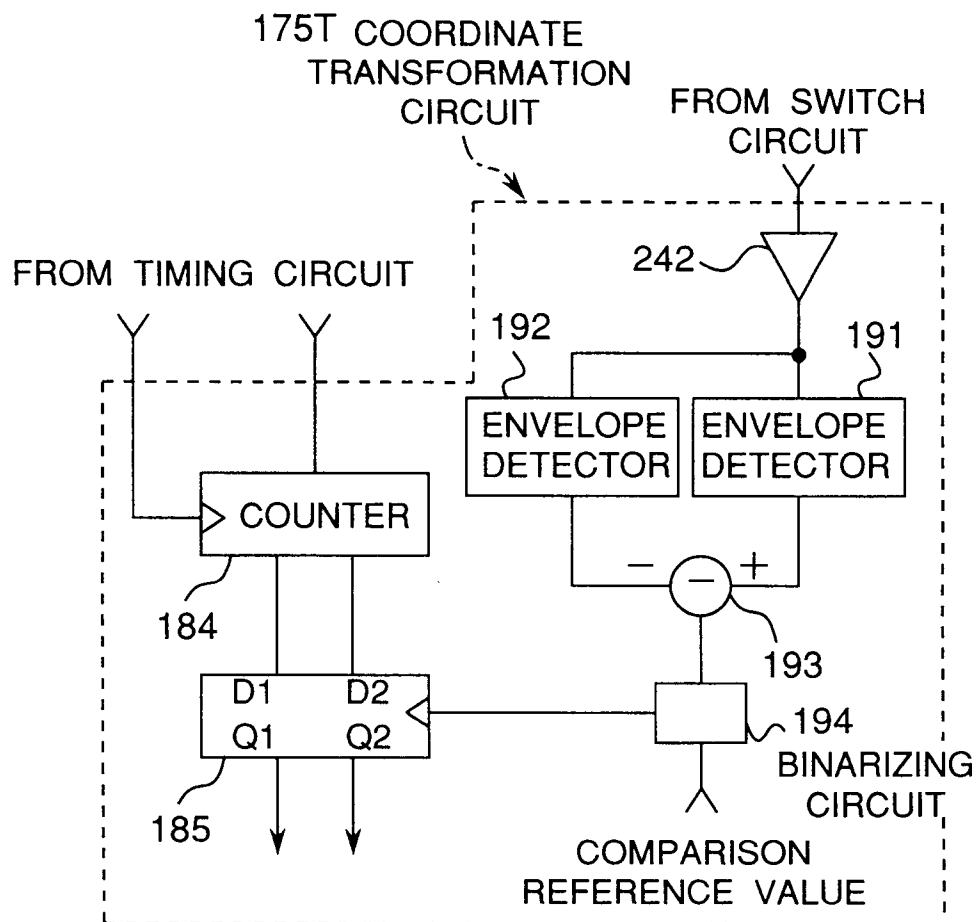 175T COORDINATE
TRANSFORMATION
CIRCUIT
FROM SWITCH
CIRCUIT
242
FROM TIMING CIRCUIT
192
191
ENVELOPE
DETECTOR
ENVELOPE
DETECTOR
COUNTER
184
− − +
193
D1 D2
Q1 Q2
194
185
BINARIZING
CIRCUIT
COMPARISON
REFERENCE VALUE